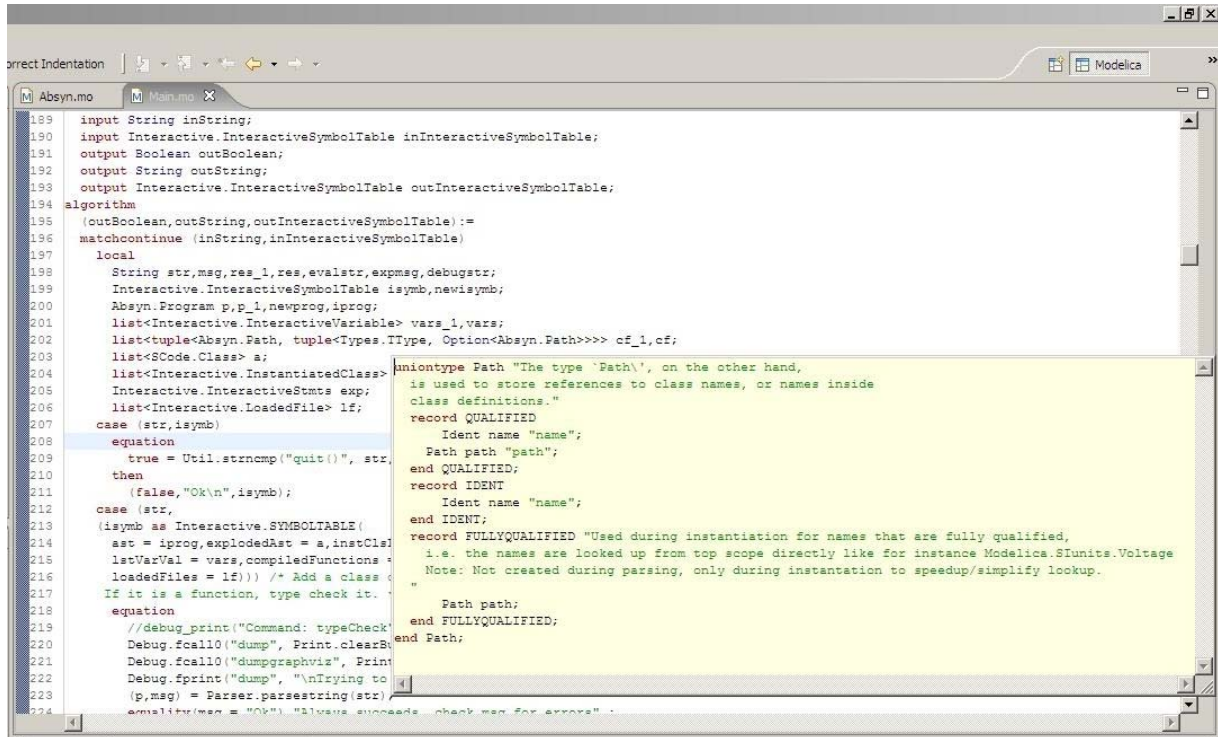 orrect Indentation
Modelica
»
Absyn.mo
Main.mo
189 input String inString;
190 input Interactive.InteractiveSymbolTable inInteractiveSymbolTable;
191 output Boolean outBoolean;
192 output String outString;
193 output Interactive.InteractiveSymbolTable outInteractiveSymbolTable;
194 algorithm
195 (outBoolean,outString,outInteractiveSymbolTable):=
196 matchcontinue (inString,inInteractiveSymbolTable)
197 local
198 String str,msg,res_1,res,evalstr,expmsg,debugstr;
199 Interactive.InteractiveSymbolTable isymb,newisymb;
200 Absyn.Program p,p_1,newprog,iprog;
201 list<Interactive.InteractiveVariable> vars_1,vars;
202 list<tuple<Absyn.Path, tuple<Types.TType, Option<Absyn.Path>>>> cf_1,cf;
203 list<SCode.Class> a;
204 list<Interactive.InstantiatedClass>
205 Interactive.InteractiveStmts exp;
206 list<Interactive.LoadedFile> lf;
207 case (str,isymb)
208 equation
209 true = Util.strncmp("quit()", str,
210 then
211 (false,"Ok\n",isymb);
212 case (str,
213 (isymb as Interactive.SYMBOLTABLE(
214 ast = iprog,explodedAst = a,instClsI
215 lstVarVal = vars,compiledFunctions =
216 loadedFiles = lf))) /* Add a class
217 If it is a function, type check it.
218 equation
219 //debug_print("Command: typeCheck"
220 Debug.fcall0("dump", Print.clearBu
221 Debug.fcall0("dumpgraphviz", Print
222 Debug.fprint("dump", "\nTrying to
223 (p,msg) = Parser.parsestring(str)
224 equality(msg = "Ok") "Always succeeds, check msg for errors" ;
uniontype Path "The type `Path\', on the other hand,
is used to store references to class names, or names inside
class definitions."
record QUALIFIED
Ident name "name";
Path path "path";
end QUALIFIED;
record IDENT
Ident name "name";
end IDENT;
record FULLYQUALIFIED "Used during instantiation for names that are fully qualified,
i.e. the names are looked up from top scope directly like for instance Modelica.SIunits.Voltage
Note: Not created during parsing, only during instantation to speedup/simplify lookup.
"
Path path;
end FULLYQUALIFIED;
end Path;